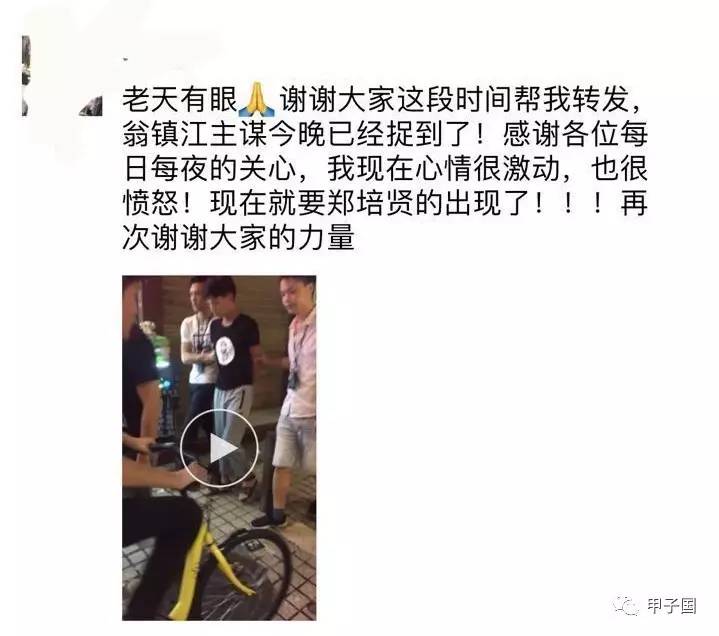 老天有眼🙏谢谢大家这段时间帮我转发，
翁镇江主谋今晚已经捉到了！感谢各位每
日每夜的关心，我现在心情很激动，也很
愤怒！现在就要郑培贤的出现了！！！再
次谢谢大家的力量
甲子国